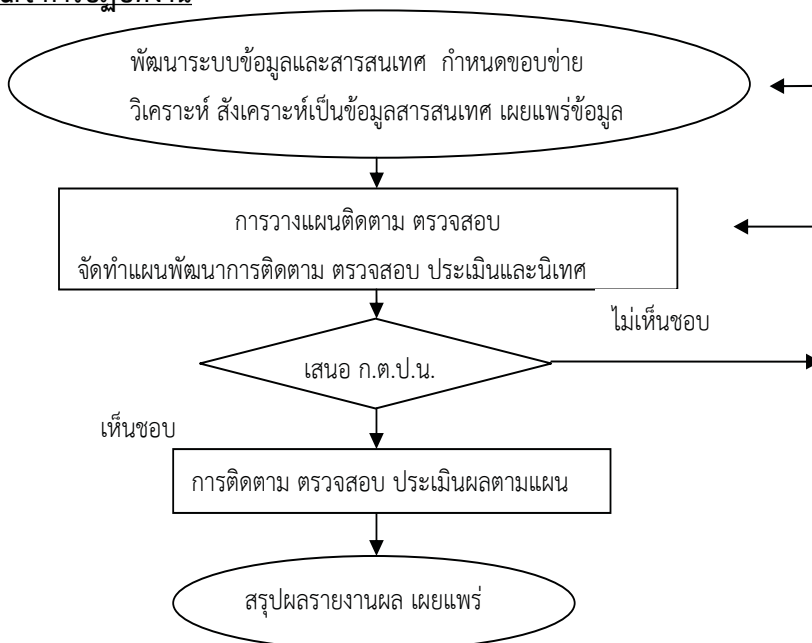 พัฒนาระบบข้อมูลและสารสนเทศ กำหนดขอบข่าย
วิเคราะห์ สังเคราะห์เป็นข้อมูลสารสนเทศ เผยแพร่ข้อมูล
การวางแผนติดตาม ตรวจสอบ
จัดทำแผนพัฒนาการติดตาม ตรวจสอบ ประเมินและนิเทศ
ไม่เห็นชอบ
เสนอ ก.ต.ป.น.
เห็นชอบ
การติดตาม ตรวจสอบ ประเมินผลตามแผน
สรุปผลรายงานผล เผยแพร่